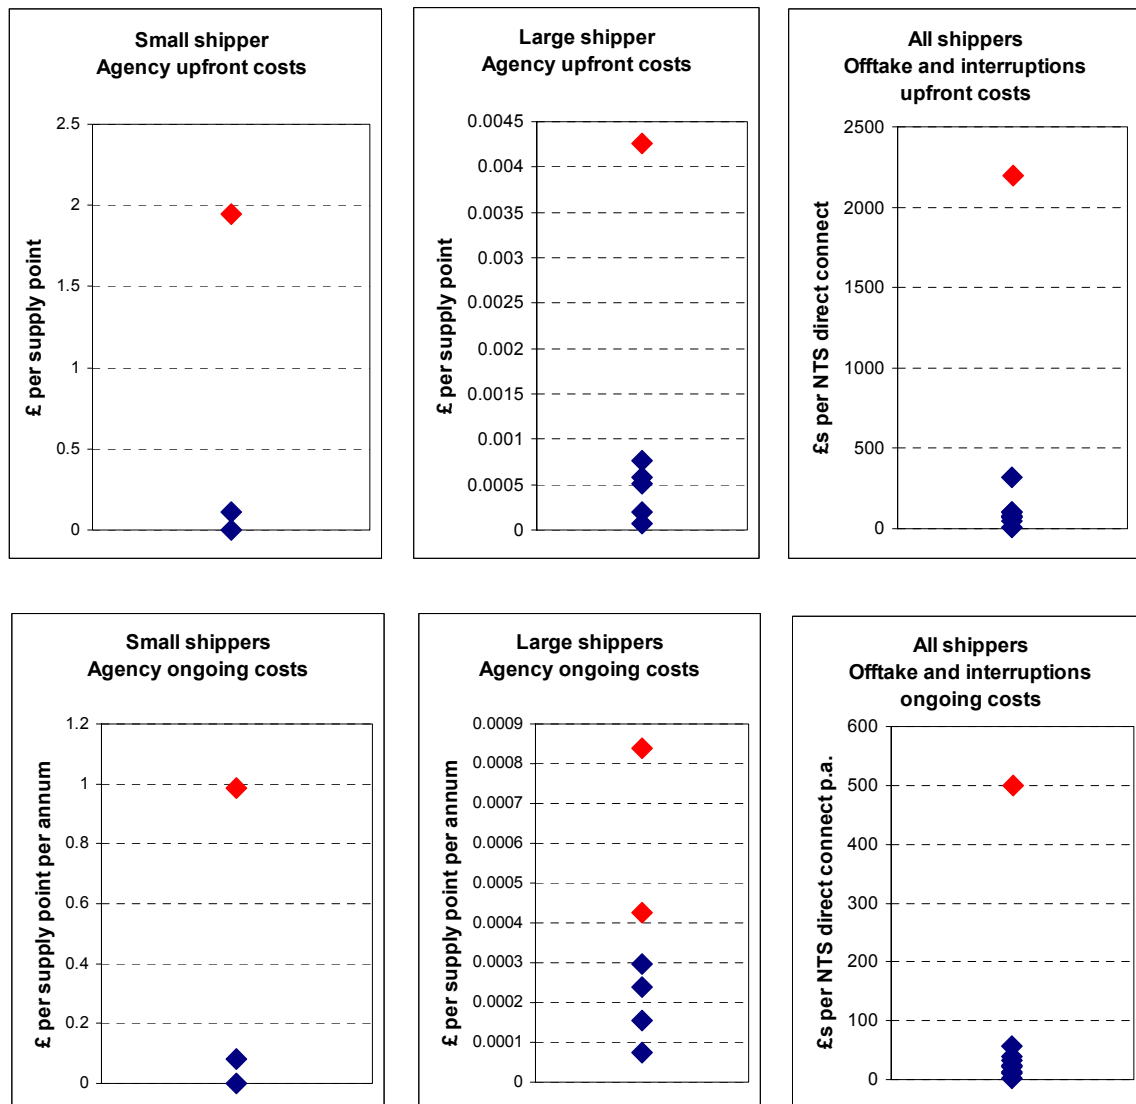 Small shipper
Agency upfront costs
£ per supply point
2.5
2
1.5
1
0.5
0
Large shipper
Agency upfront costs
£ per supply point
0.0045
0.004
0.0035
0.003
0.0025
0.002
0.0015
0.001
0.0005
0
All shippers
Offtake and interruptions
upfront costs
£s per NTS direct connect
2500
2000
1500
1000
500
0
Small shippers
Agency ongoing costs
£ per supply point per annum
1.2
1
0.8
0.6
0.4
0.2
0
Large shippers
Agency ongoing costs
£ per supply point per annum
0.0009
0.0008
0.0007
0.0006
0.0005
0.0004
0.0003
0.0002
0.0001
0
All shippers
Offtake and interruptions
ongoing costs
£s per NTS direct connect p.a.
600
500
400
300
200
100
0